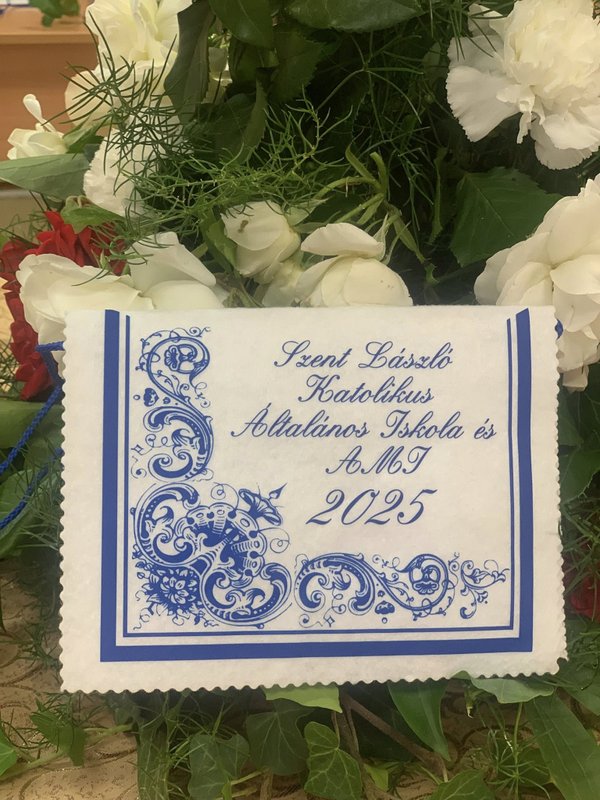 Szent László
Katolikus
Általános Iskola és
AMI
2025